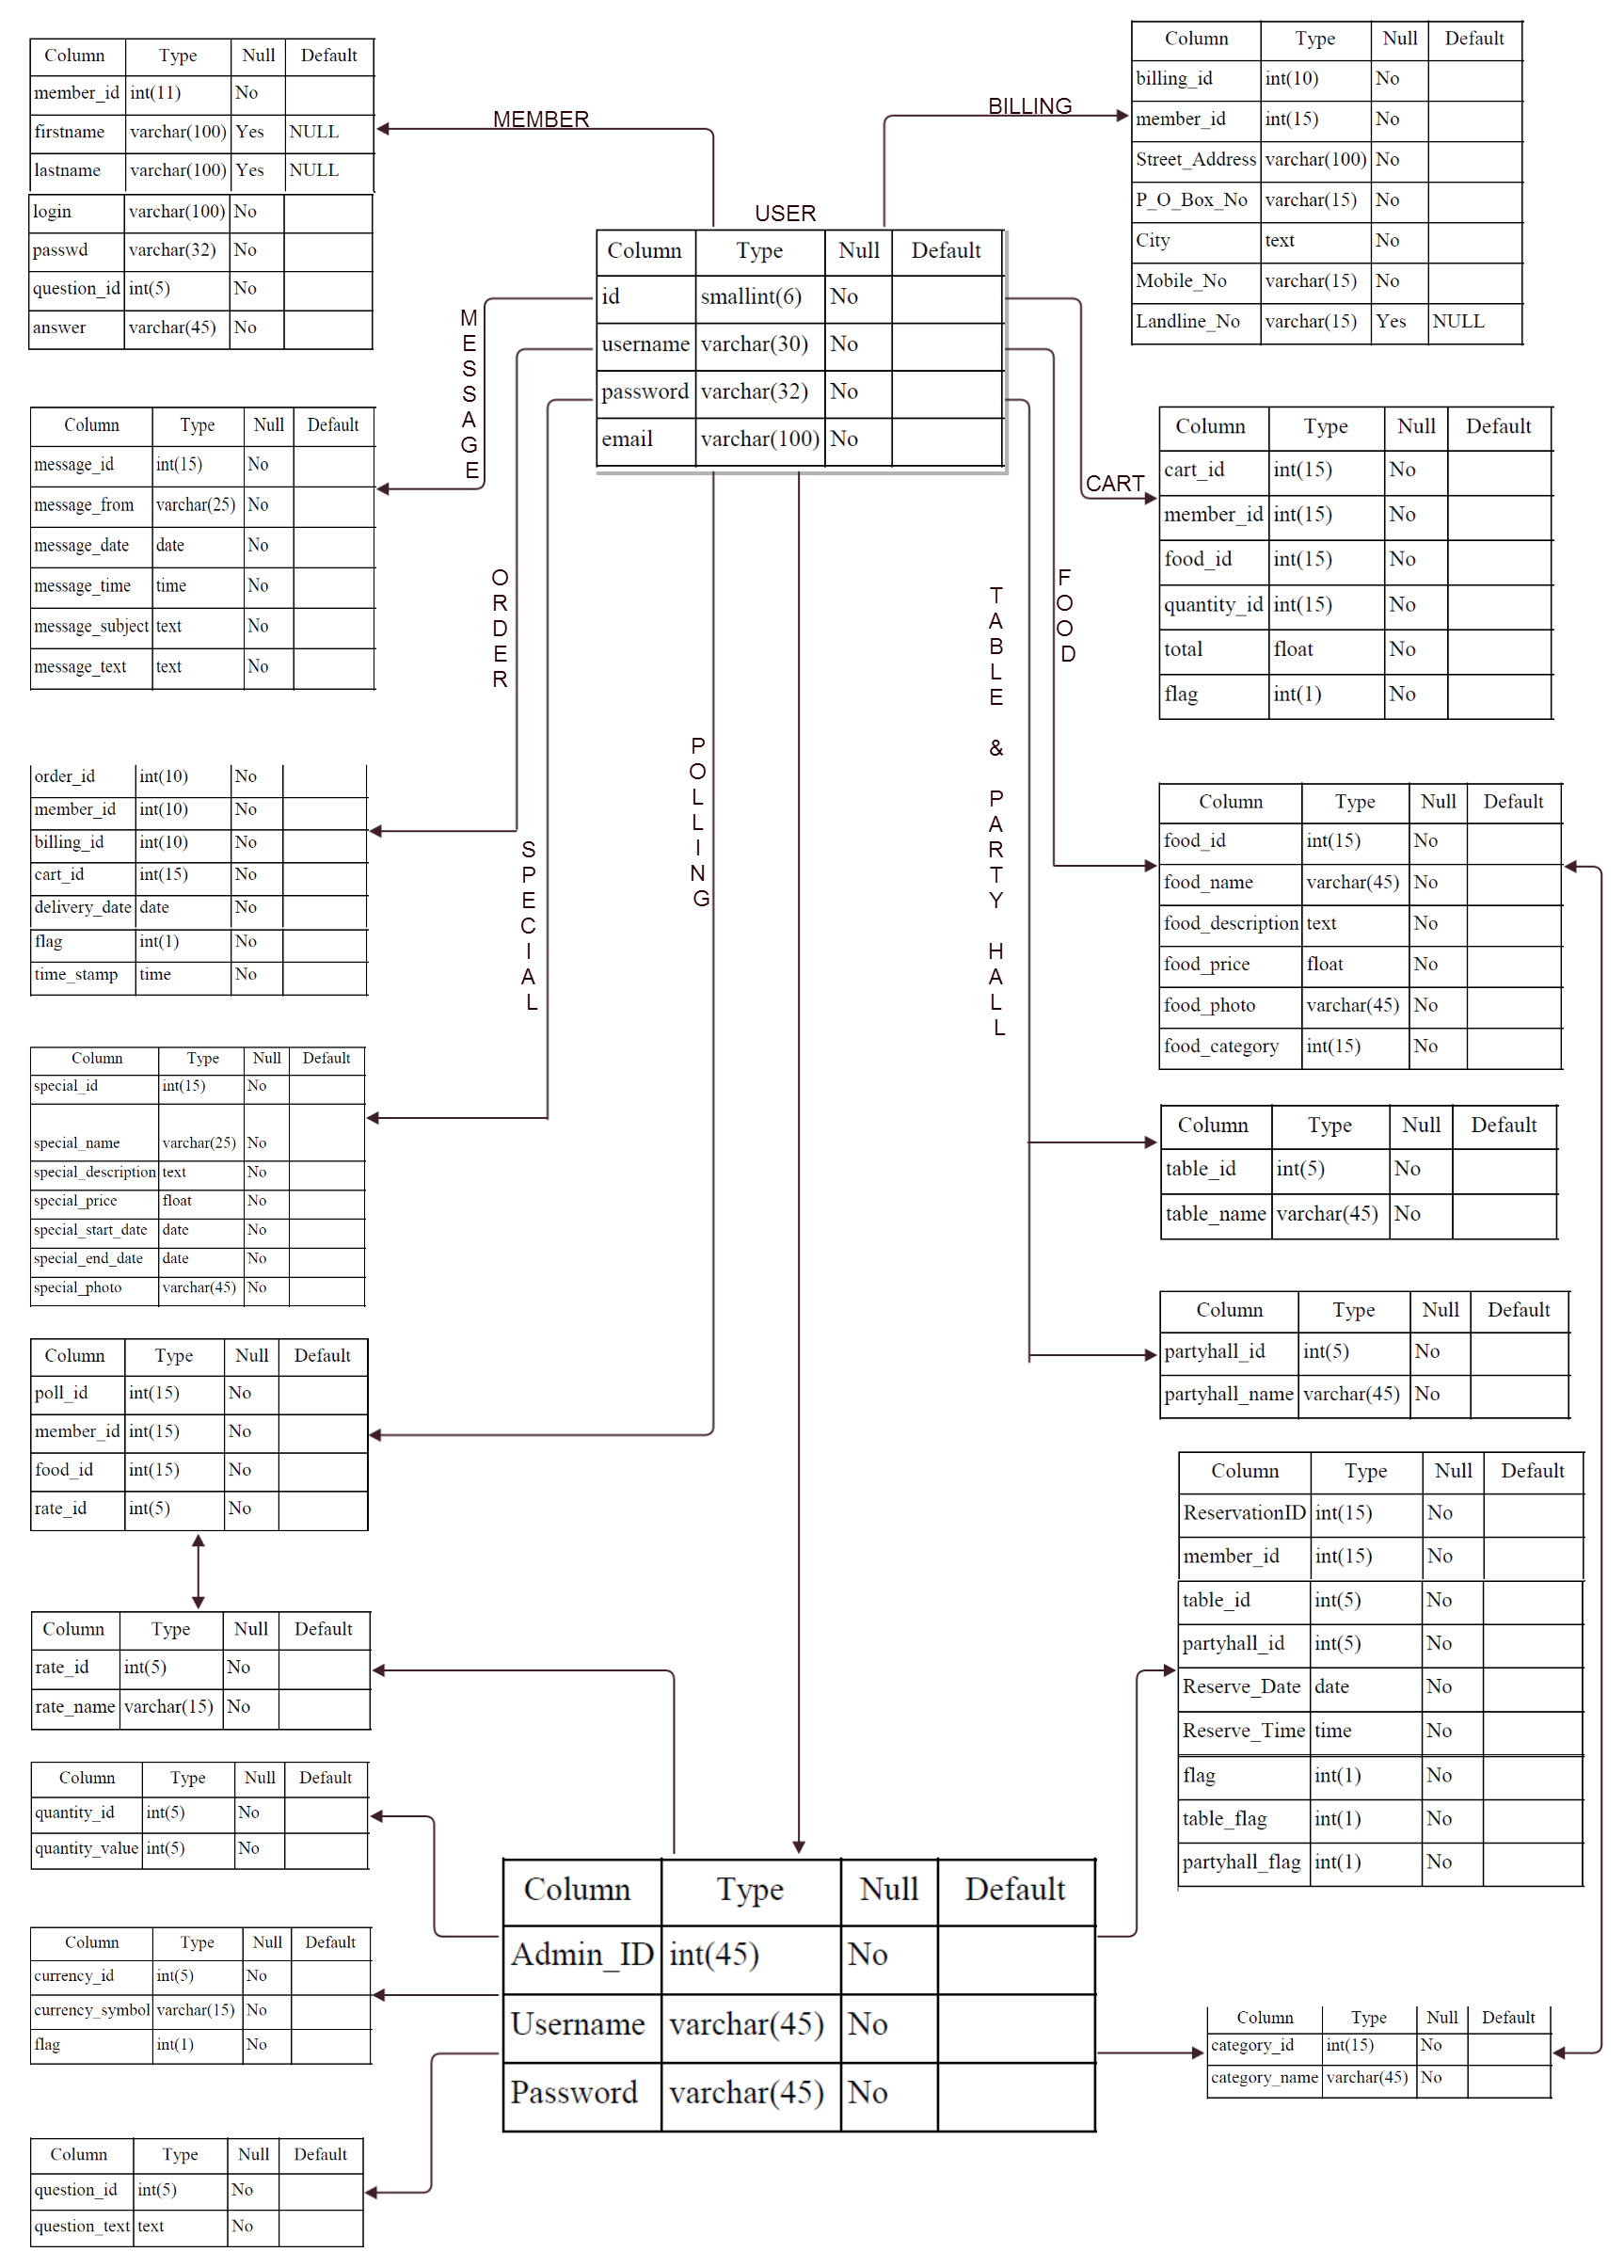 Column Type Null Default
member_id int(11) No
firstname varchar(100) Yes NULL
lastname varchar(100) Yes NULL
login varchar(100) No
passwd varchar(32) No
question_id int(5) No
answer varchar(45) No
MEMBER
BILLING
Column Type Null Default
billing_id int(10) No
member_id int(15) No
Street_Address varchar(100) No
P_O_Box_No varchar(15) No
City text No
Mobile_No varchar(15) No
Landline_No varchar(15) Yes NULL
USER
Column Type Null Default
id smallint(6) No
username varchar(30) No
password varchar(32) No
email varchar(100) No
MESSAGE
Column Type Null Default
message_id int(15) No
message_from varchar(25) No
message_date date No
message_time time No
message_subject text No
message_text text No
CART
Column Type Null Default
cart_id int(15) No
member_id int(15) No
food_id int(15) No
quantity_id int(15) No
total float No
flag int(1) No
ORDER
order_id int(10) No
member_id int(10) No
billing_id int(10) No
cart_id int(15) No
delivery_date date No
flag int(1) No
time_stamp time No
FOOD
Column Type Null Default
food_id int(15) No
food_name varchar(45) No
food_description text No
food_price float No
food_photo varchar(45) No
food_category int(15) No
SPECIAL
Column Type Null Default
special_id int(15) No
special_name varchar(25) No
special_description text No
special_price float No
special_start_date date No
special_end_date date No
special_photo varchar(45) No
TABLE & PARTY HALL
Column Type Null Default
table_id int(5) No
table_name varchar(45) No
Column Type Null Default
partyhall_id int(5) No
partyhall_name varchar(45) No
POLLING
Column Type Null Default
poll_id int(15) No
member_id int(15) No
food_id int(15) No
rate_id int(5) No
Column Type Null Default
ReservationID int(15) No
member_id int(15) No
table_id int(5) No
partyhall_id int(5) No
Reserve_Date date No
Reserve_Time time No
flag int(1) No
table_flag int(1) No
partyhall_flag int(1) No
Column Type Null Default
rate_id int(5) No
rate_name varchar(15) No
Column Type Null Default
quantity_id int(5) No
quantity_value int(5) No
Column Type Null Default
Admin_ID int(45) No
Username varchar(45) No
Password varchar(45) No
Column Type Null Default
currency_id int(5) No
currency_symbol varchar(15) No
flag int(1) No
Column Type Null Default
category_id int(15) No
category_name varchar(45) No
Column Type Null Default
question_id int(5) No
question_text text No